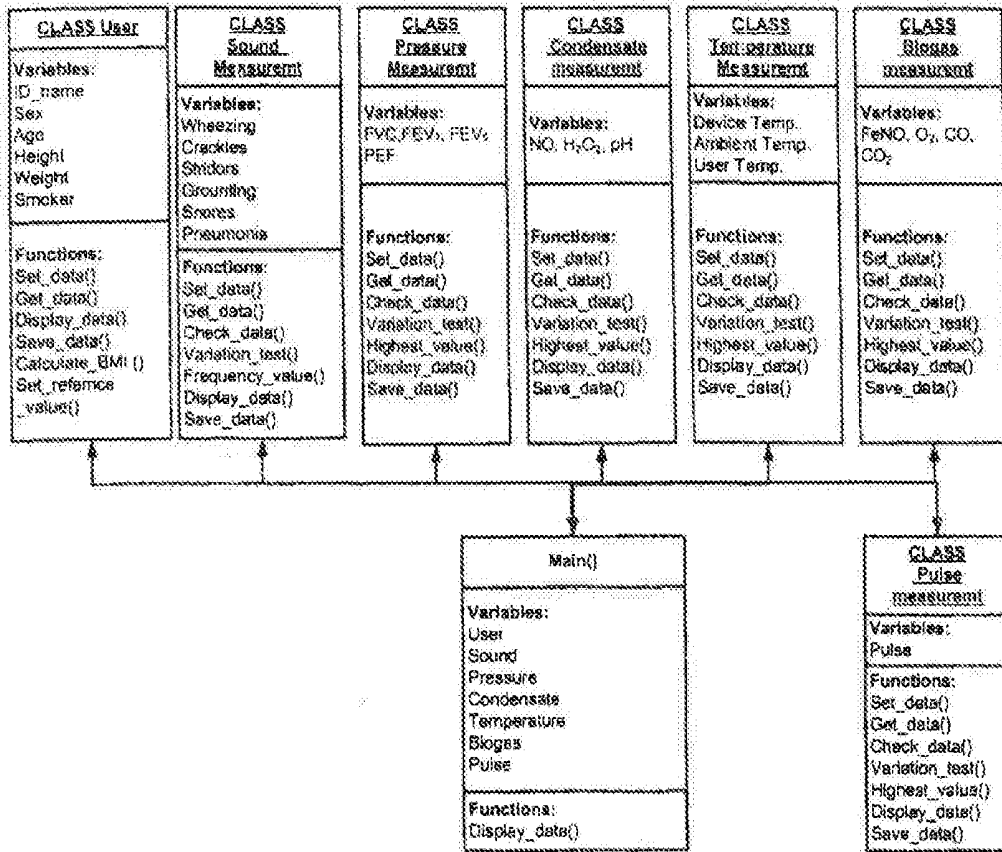 CLASS User
Variables:
ID_name
Sex
Age
Height
Weight
Smoker
Functions:
Set_data()
Get_data()
Display_data()
Save_data()
Calculate_BMI ()
Set_refernce
_value()
CLASS
Sound_
Measuremt
Variables:
Wheezing
Crackles
Stridors
Grounting
Snores
Pneumonia
Functions:
Set_data()
Get_data()
Check_data()
Variation_test()
Frequency_value()
Display_data()
Save_data()
CLASS
Pressure
Measuremt
Variables:
FVC,FEV₁, FEV₆
PEF
Functions:
Set_data()
Get_data()
Check_data()
Variation_test()
Highest_value()
Display_data()
Save_data()
CLASS
Condensate
measuremt
Variables:
NO, H₂O₂, pH
Functions:
Set_data()
Get_data()
Check_data()
Variation_test()
Highest_value()
Display_data()
Save_data()
CLASS
Temperature
Measuremt
Variables:
Device Temp.
Ambient Temp.
User Temp.
Functions:
Set_data()
Get_data()
Check_data()
Variation_test()
Highest_value()
Display_data()
Save_data()
CLASS
Biogas
measuremt
Variables:
FeNO, O₂, CO,
CO₂
Functions:
Set_data()
Get_data()
Check_data()
Variation_test()
Highest_value()
Display_data()
Save_data()
Main()
Variables:
User
Sound
Pressure
Condensate
Temperature
Biogas
Pulse
Functions:
Display_data()
CLASS
Pulse
measuremt
Variables:
Pulse
Functions:
Set_data()
Get_data()
Check_data()
Variation_test()
Highest_value()
Display_data()
Save_data()